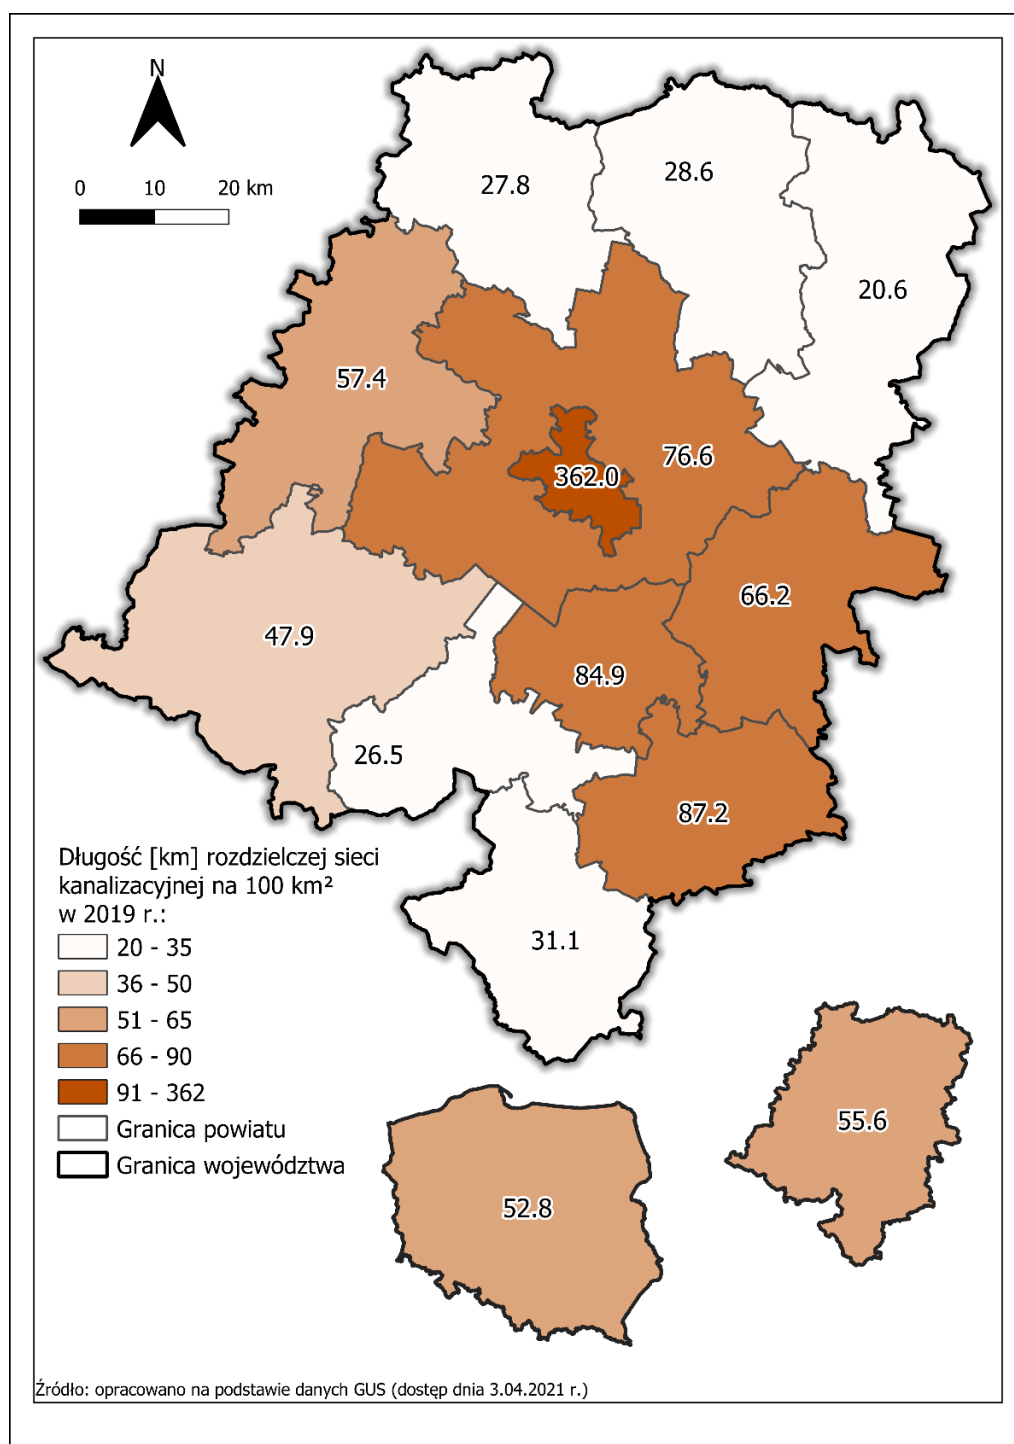 N
0 10 20 km
27.8
28.6
20.6
57.4
76.6
362.0
66.2
47.9
84.9
26.5
87.2
31.1
Długość [km] rozdzielczej sieci
kanalizacyjnej na 100 km²
w 2019 r.:
20 - 35
36 - 50
51 - 65
66 - 90
91 - 362
Granica powiatu
Granica województwa
55.6
52.8
Źródło: opracowano na podstawie danych GUS (dostęp dnia 3.04.2021 r.)